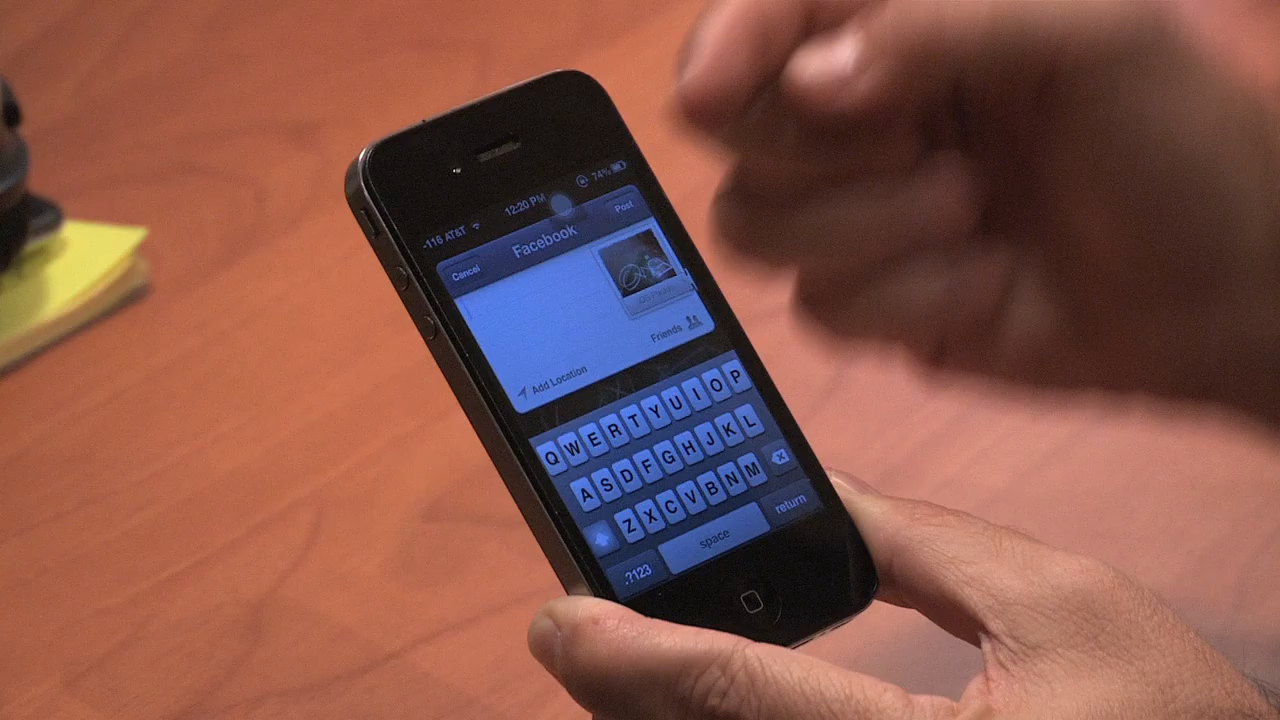 -116 AT&T 12:20 PM 74%
Cancel Facebook Post
Friends
Add Location
Q W E R T Y U I O P
A S D F G H J K L
Z X C V B N M
.?123 space return